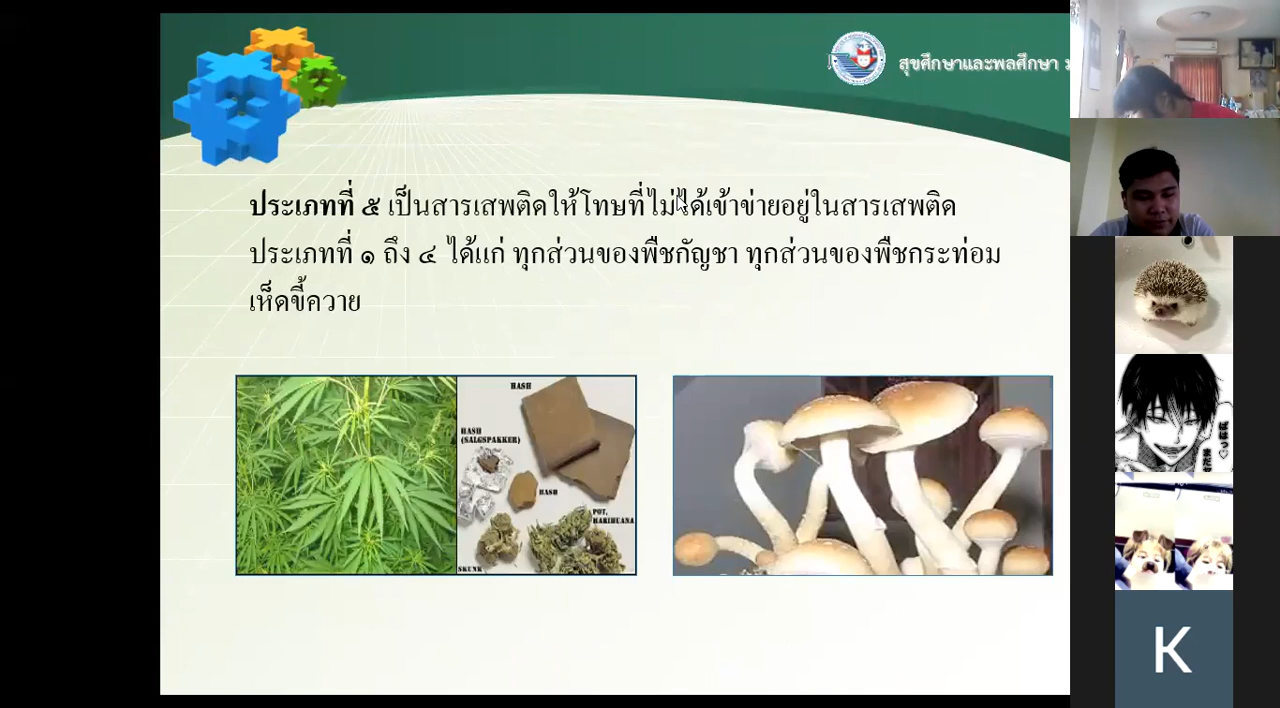 สุขศึกษาและพลศึกษา ม
ประเภทที่ ๕ เป็นสารเสพติดให้โทษที่ไม่ได้เข้าข่ายอยู่ในสารเสพติด
ประเภทที่ ๑ ถึง ๔ ได้แก่ ทุกส่วนของพืชกัญชา ทุกส่วนของพืชกระท่อม
เห็ดขี้ควาย
HASH
HASH
(SALGSPAKKER)
HASH
POT,
MARIHUANA
SKUNK
K